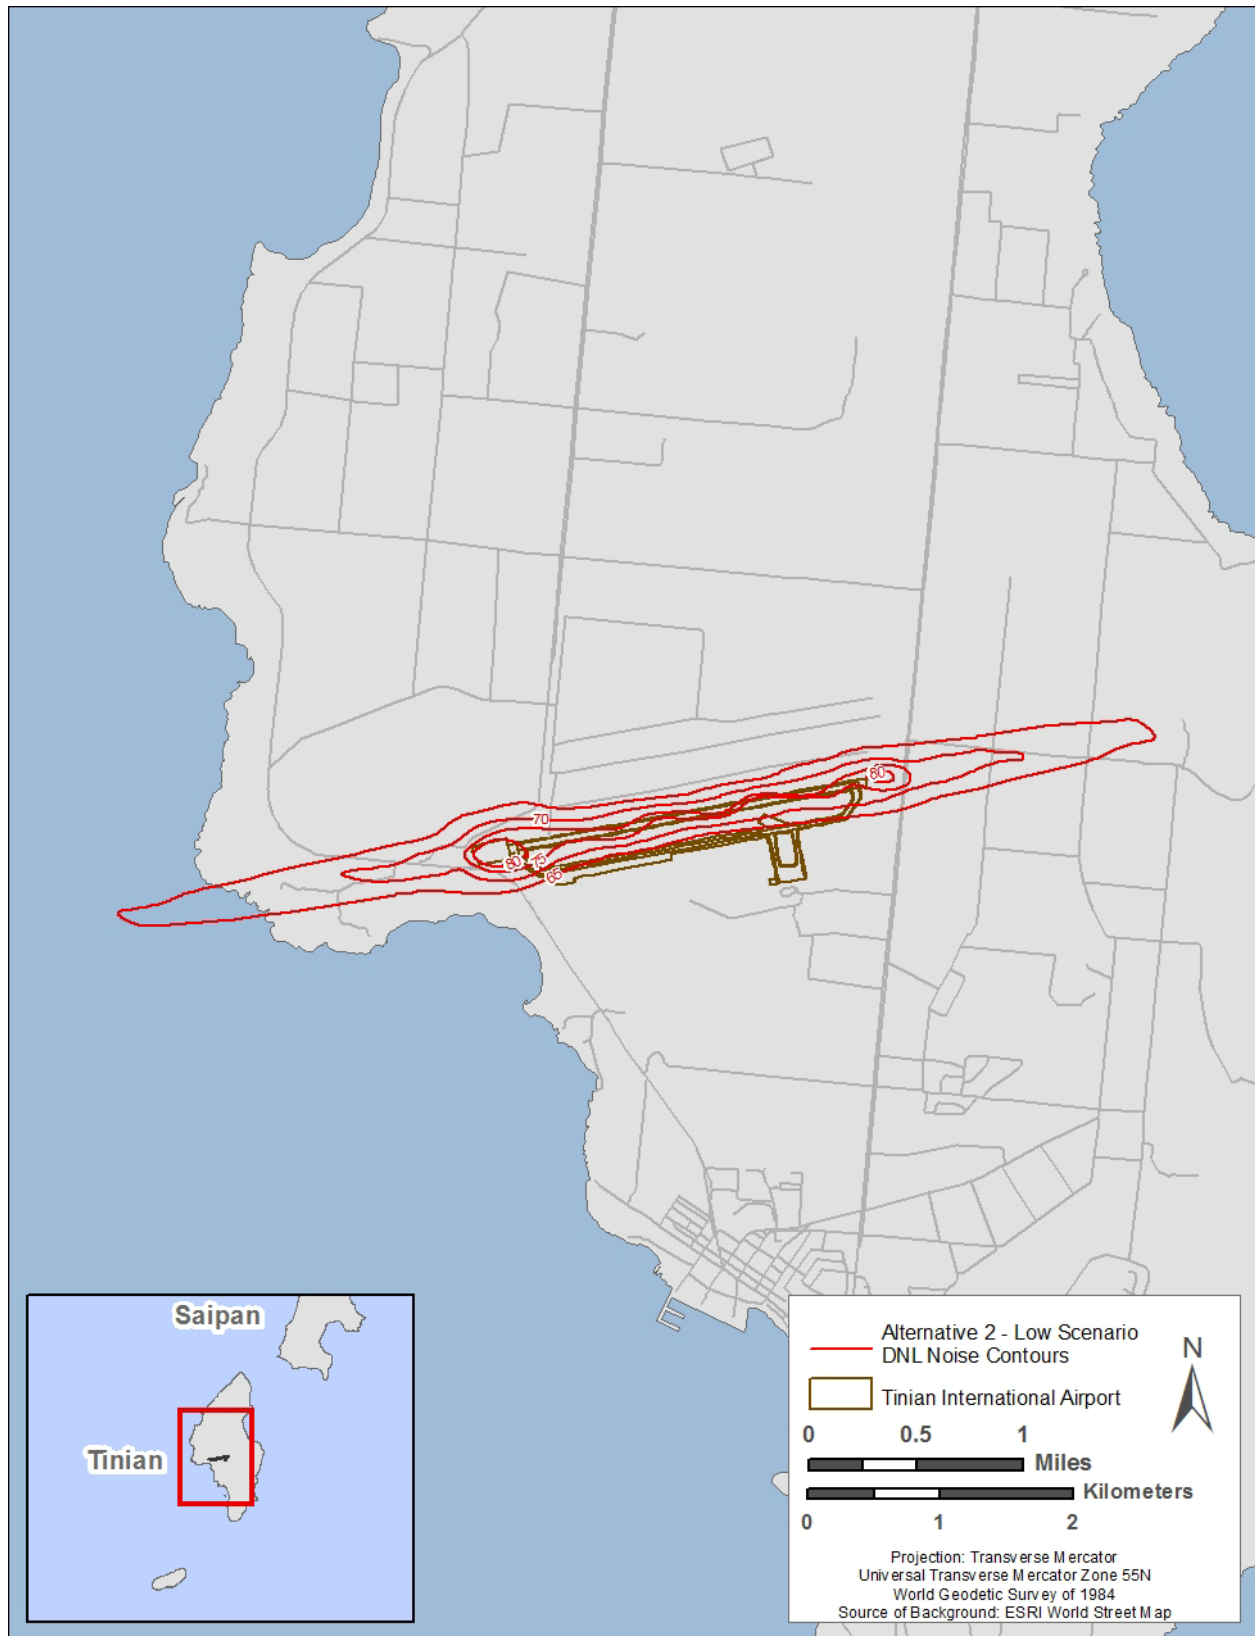 80
70
80
75
65
Saipan
Tinian
Alternative 2 - Low Scenario
DNL Noise Contours
Tinian International Airport
N
0 0.5 1
Miles
Kilometers
0 1 2
Projection: Transverse Mercator
Universal Transverse Mercator Zone 55N
World Geodetic Survey of 1984
Source of Background: ESRI World Street Map